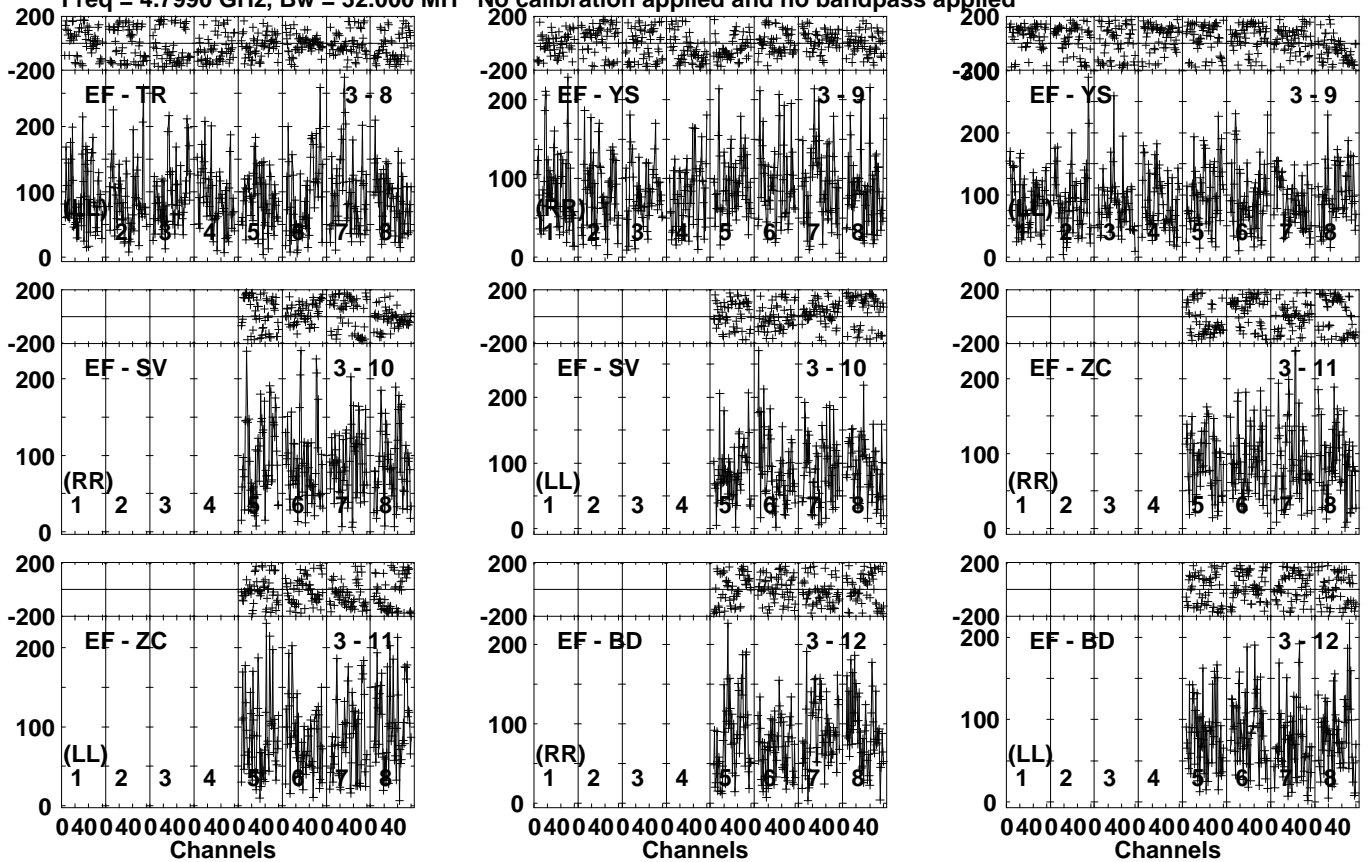 Freq = 4.7990 GHz, Bw = 32.000 MH No calibration applied and no bandpass applied
200 200 200
-200 -200 -200
EF - TR 3 - 8 EF - YS 3 - 9 EF - YS 3 - 9
300
200 200 200
100 100 100
(LL) (RR) (LL)
1 2 3 4 5 6 7 8 1 2 3 4 5 6 7 8 1 2 3 4 5 6 7 8
0 0 0
200 200 200
-200 -200 -200
EF - SV 3 - 10 EF - SV 3 - 10 EF - ZC 3 - 11
200 200 200
100 100 100
(RR) (LL) (RR)
1 2 3 4 5 6 7 8 1 2 3 4 5 6 7 8 1 2 3 4 5 6 7 8
0 0 0
200 200 200
-200 -200 -200
EF - ZC 3 - 11 EF - BD 3 - 12 EF - BD 3 - 12
200 200 200
100 100 100
(LL) (RR) (LL)
1 2 3 4 5 6 7 8 1 2 3 4 5 6 7 8 1 2 3 4 5 6 7 8
0 0 0
0 40 0 40 0 40 0 40 0 40 0 40 0 40 0 40 0 40 0 40 0 40 0 40 0 40 0 40 0 40 0 40 0 40 0 40 0 40 0 40 0 40 0 40 0 40 0 40
Channels Channels Channels